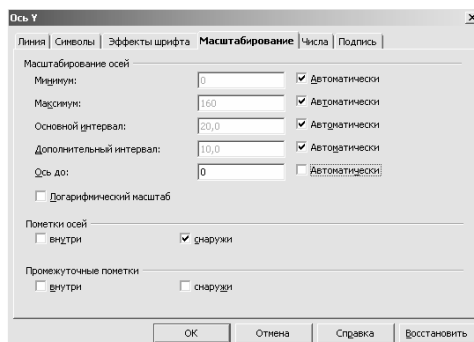 Ось Y
Линия Символы Эффекты шрифта Масштабирование Числа Подпись
Масштабирование осей
Минимум: 0 Автоматически
Максимум: 160 Автоматически
Основной интервал: 20,0 Автоматически
Дополнительный интервал: 10,0 Автоматически
Ось до: 0 Автоматически
Логарифмический масштаб
Пометки осей
внутри снаружи
Промежуточные пометки
внутри снаружи
ОК Отмена Справка Восстановить